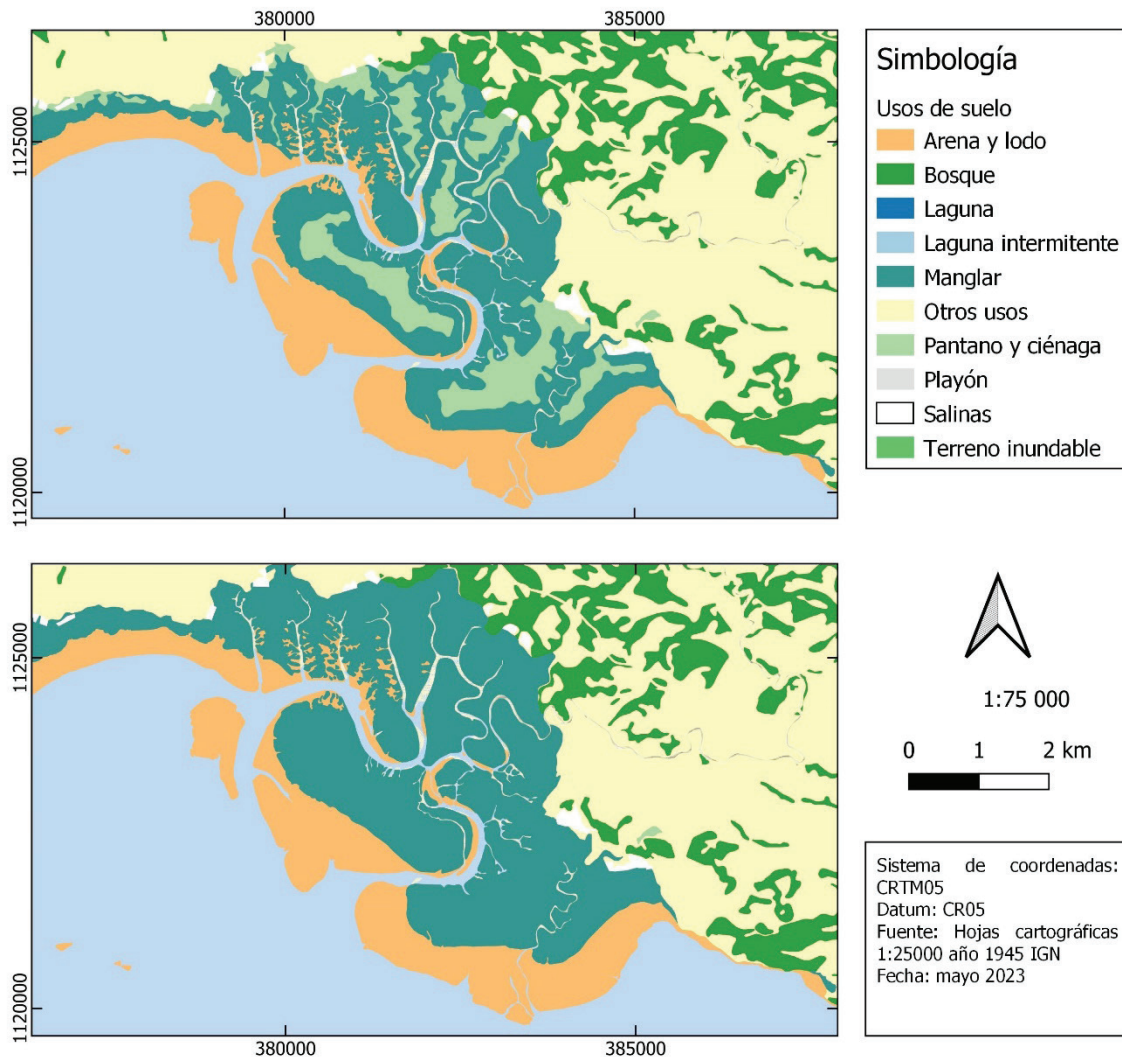 380000
385000
1125000
1120000
Simbología
Usos de suelo
Arena y lodo
Bosque
Laguna
Laguna intermitente
Manglar
Otros usos
Pantano y ciénaga
Playón
Salinas
Terreno inundable
1125000
1120000
380000
385000
1:75 000
0 1 2 km
Sistema de coordenadas:
CRTM05
Datum: CR05
Fuente: Hojas cartográficas
1:25000 año 1945 IGN
Fecha: mayo 2023